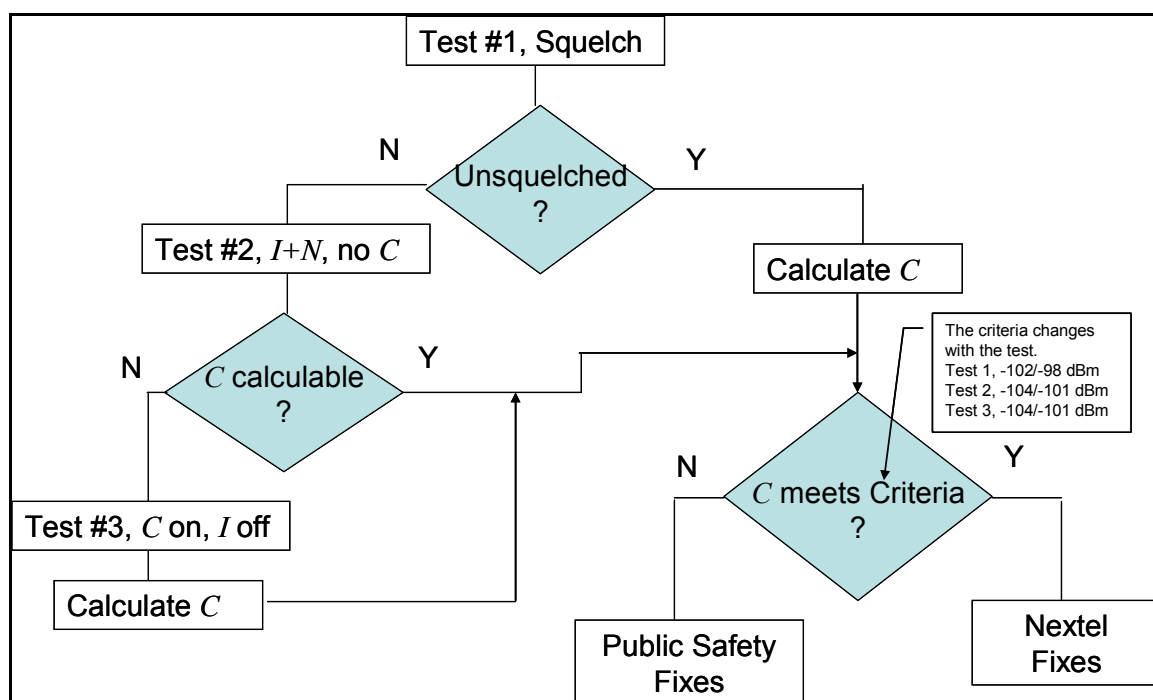 Test #1, Squelch
N
Y
Unsquelched
?
Test #2, I+N, no C
Calculate C
The criteria changes
with the test.
Test 1, -102/-98 dBm
Test 2, -104/-101 dBm
Test 3, -104/-101 dBm
N
Y
C calculable
?
N
Y
C meets Criteria
?
Test #3, C on, I off
Calculate C
Public Safety
Fixes
Nextel
Fixes